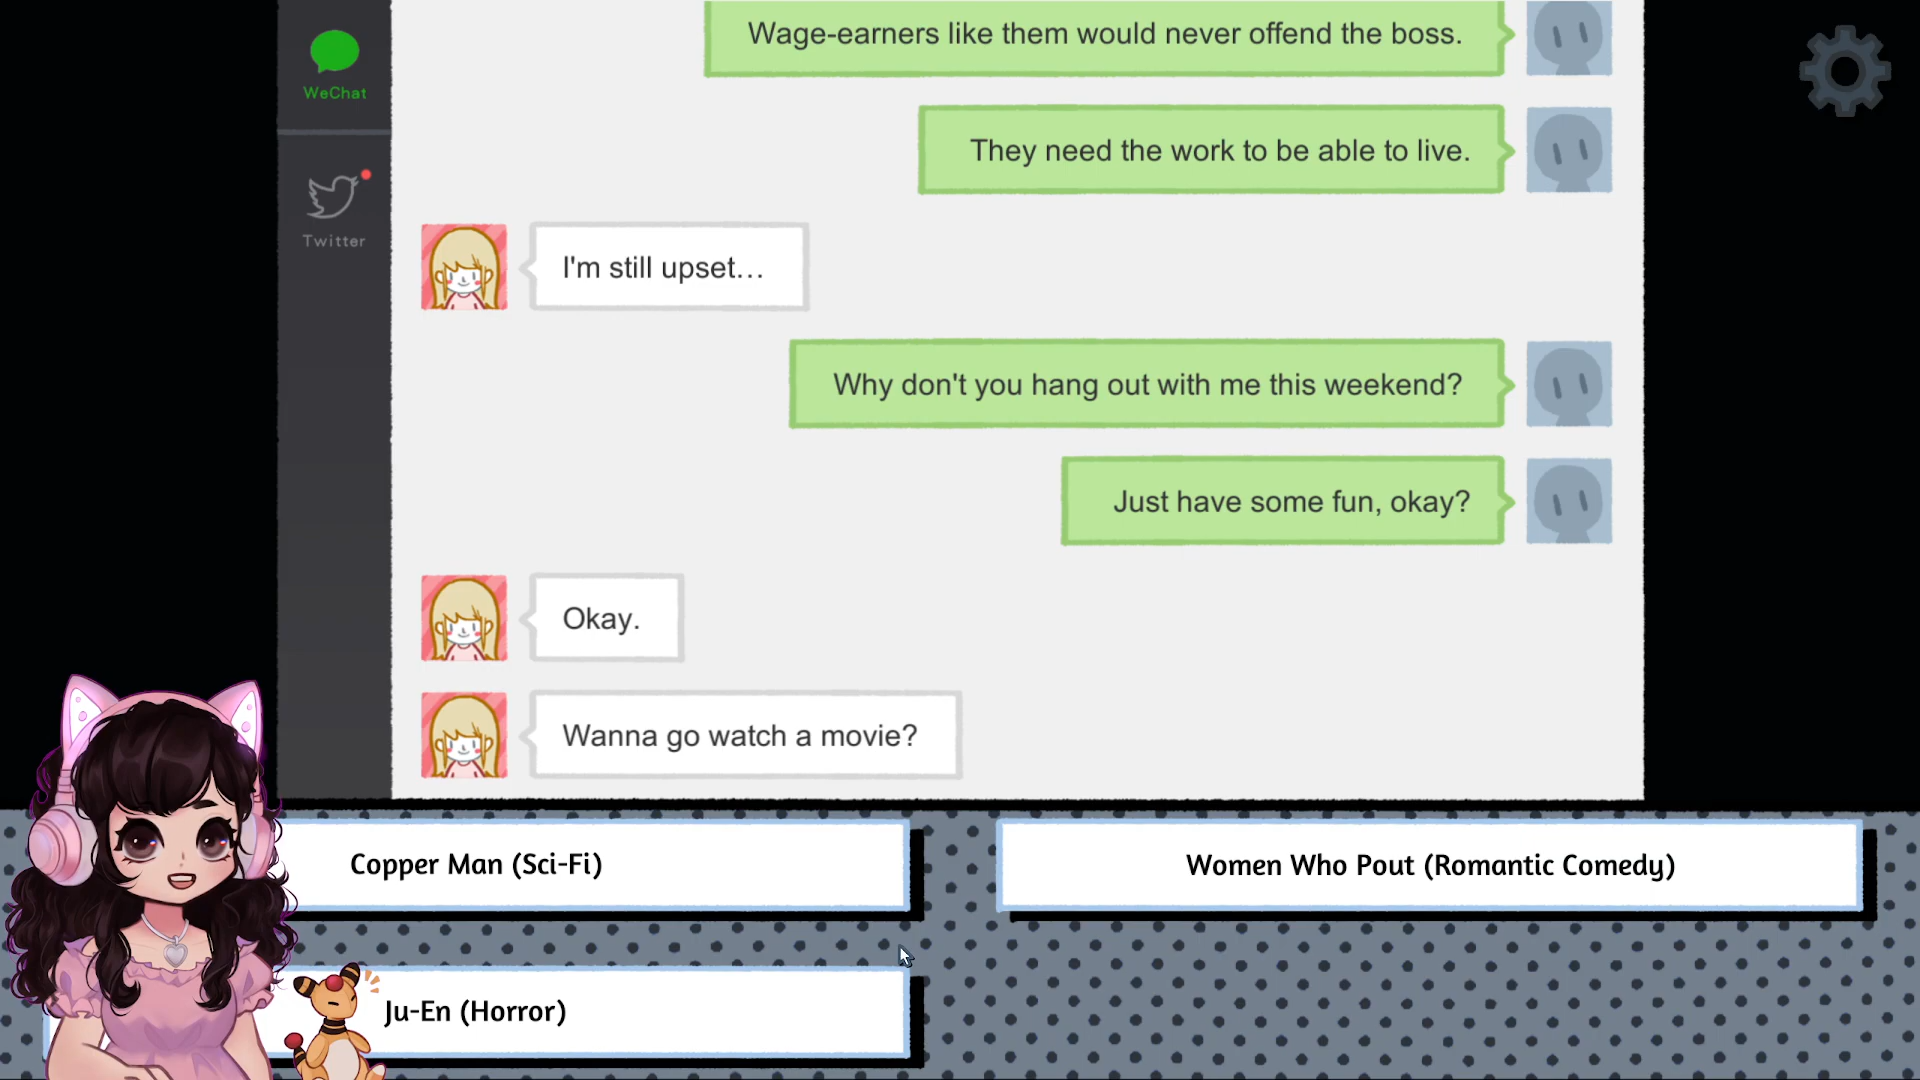 Wage-earners like them would never offend the boss.
WeChat
They need the work to be able to live.
Twitter
I'm still upset…
Why don't you hang out with me this weekend?
Just have some fun, okay?
Okay.
Wanna go watch a movie?
Copper Man (Sci-Fi)
Women Who Pout (Romantic Comedy)
Ju-En (Horror)